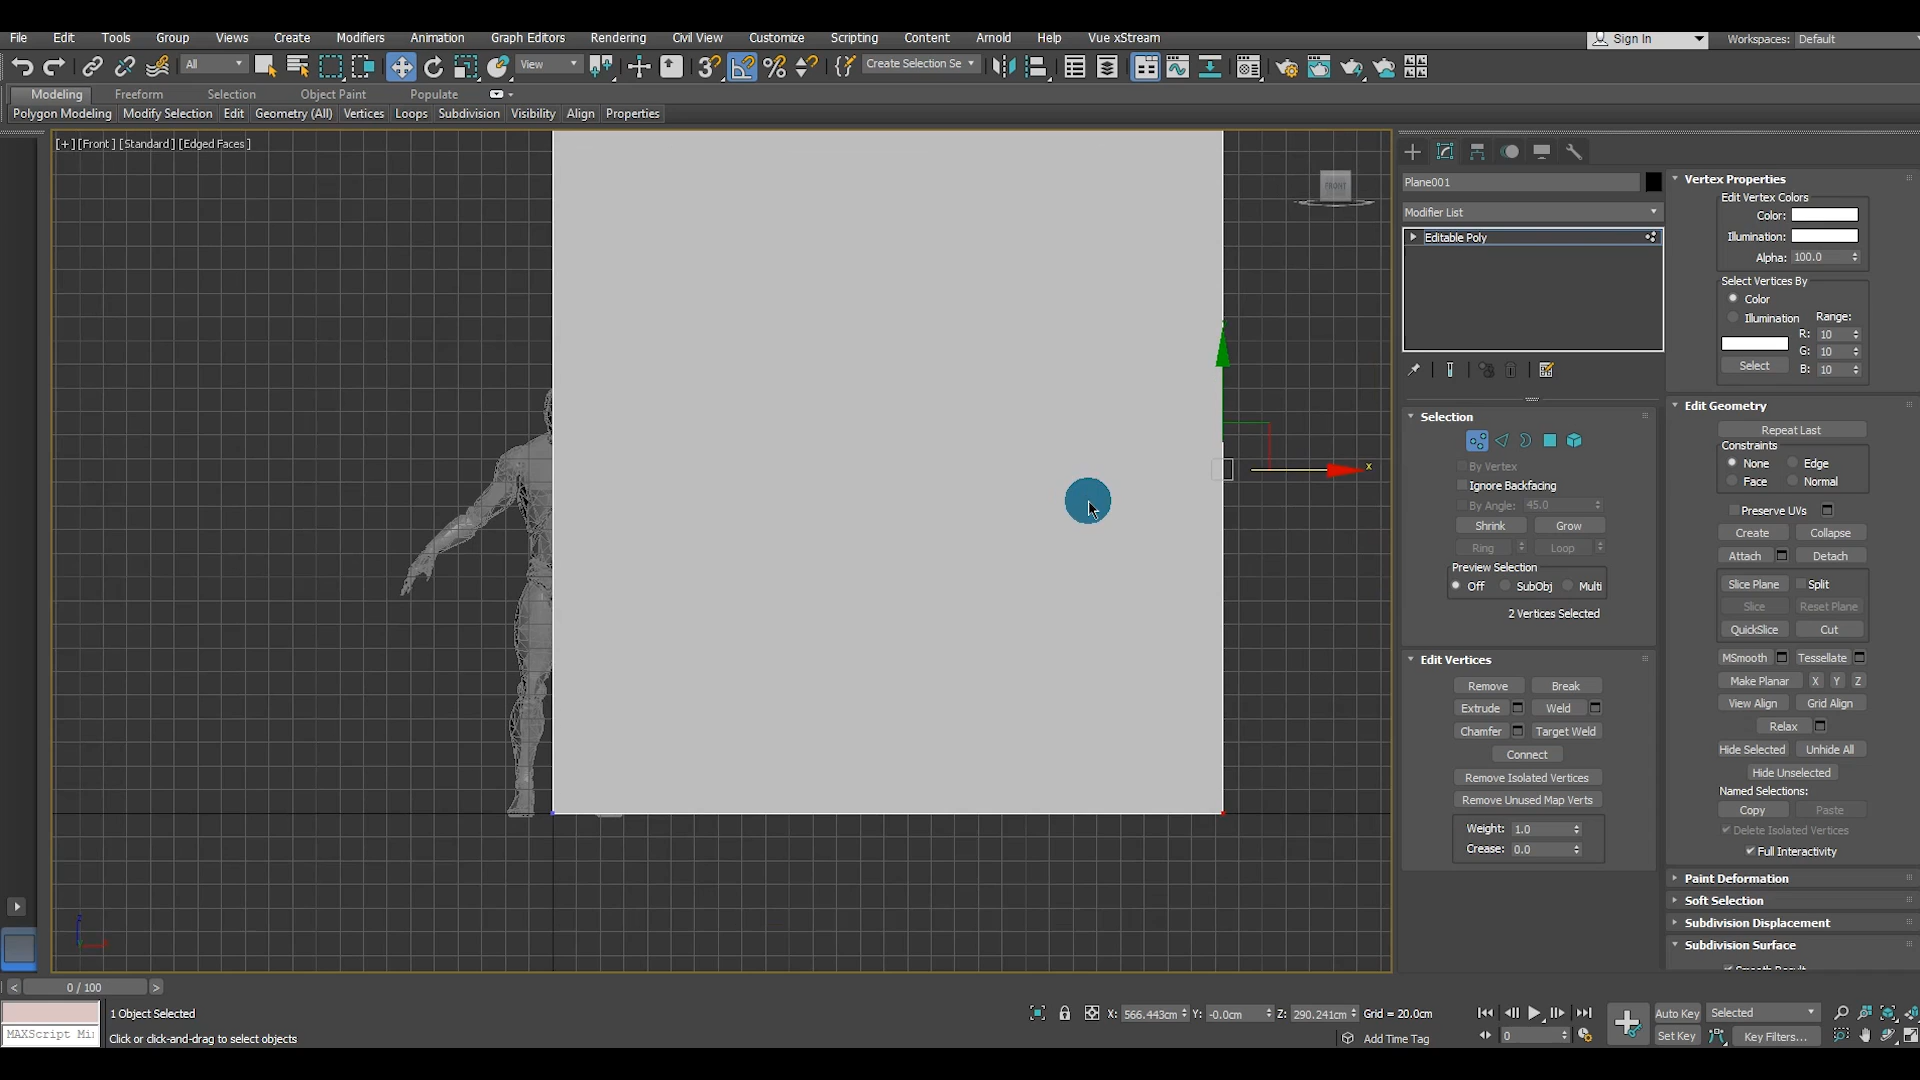 File Edit Tools Group Views Create Modifiers Animation Graph Editors Rendering Civil View Customize Scripting Content Arnold Help Vue xStream
Sign In Workspaces: Default
All View Create Selection Se
Modeling Freeform Selection Object Paint Populate
Polygon Modeling Modify Selection Edit Geometry (All) Vertices Loops Subdivision Visibility Align Properties
[+] [Front] [Standard] [Edged Faces]
FRONT
x
z
Plane001
Modifier List
Editable Poly
Selection
By Vertex
Ignore Backfacing
By Angle: 45.0
Shrink Grow
Ring Loop
Preview Selection
Off SubObj Multi
2 Vertices Selected
Edit Vertices
Remove Break
Extrude Weld
Chamfer Target Weld
Connect
Remove Isolated Vertices
Remove Unused Map Verts
Weight: 1.0
Crease: 0.0
Vertex Properties
Edit Vertex Colors
Color:
Illumination:
Alpha: 100.0
Select Vertices By
Color
Illumination Range:
R: 10
G: 10
Select B: 10
Edit Geometry
Repeat Last
Constraints
None Edge
Face Normal
Preserve UVs
Create Collapse
Attach Detach
Slice Plane Split
Slice Reset Plane
QuickSlice Cut
MSmooth Tessellate
Make Planar X Y Z
View Align Grid Align
Relax
Hide Selected Unhide All
Hide Unselected
Named Selections:
Copy Paste
Delete Isolated Vertices
Full Interactivity
Paint Deformation
Soft Selection
Subdivision Displacement
Subdivision Surface
Smooth Result
< 0 / 100 >
1 Object Selected
MAXScript Mi
Click or click-and-drag to select objects
X: 566.443cm Y: -0.0cm Z: 290.241cm Grid = 20.0cm
Add Time Tag
0
Auto Key Selected
Set Key Key Filters...